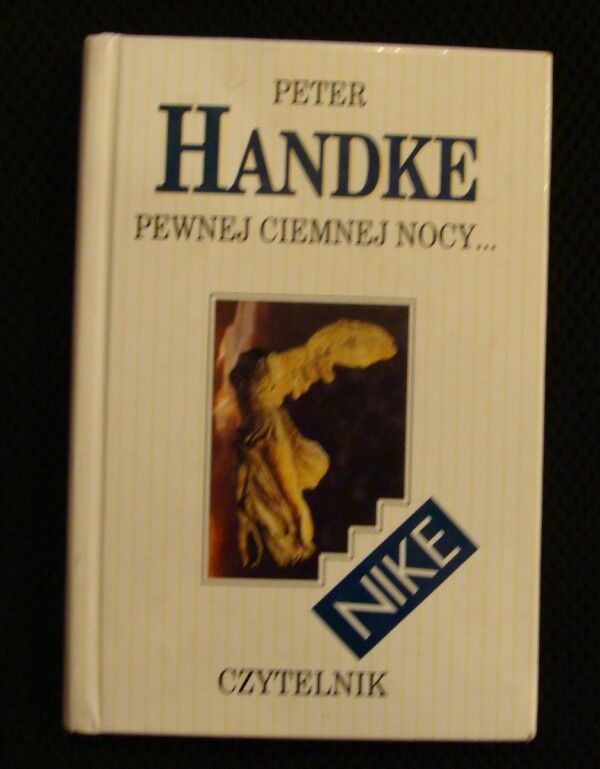 PETER
HANDKE
PEWNEJ CIEMNEJ NOCY...
NIKE
CZYTELNIK